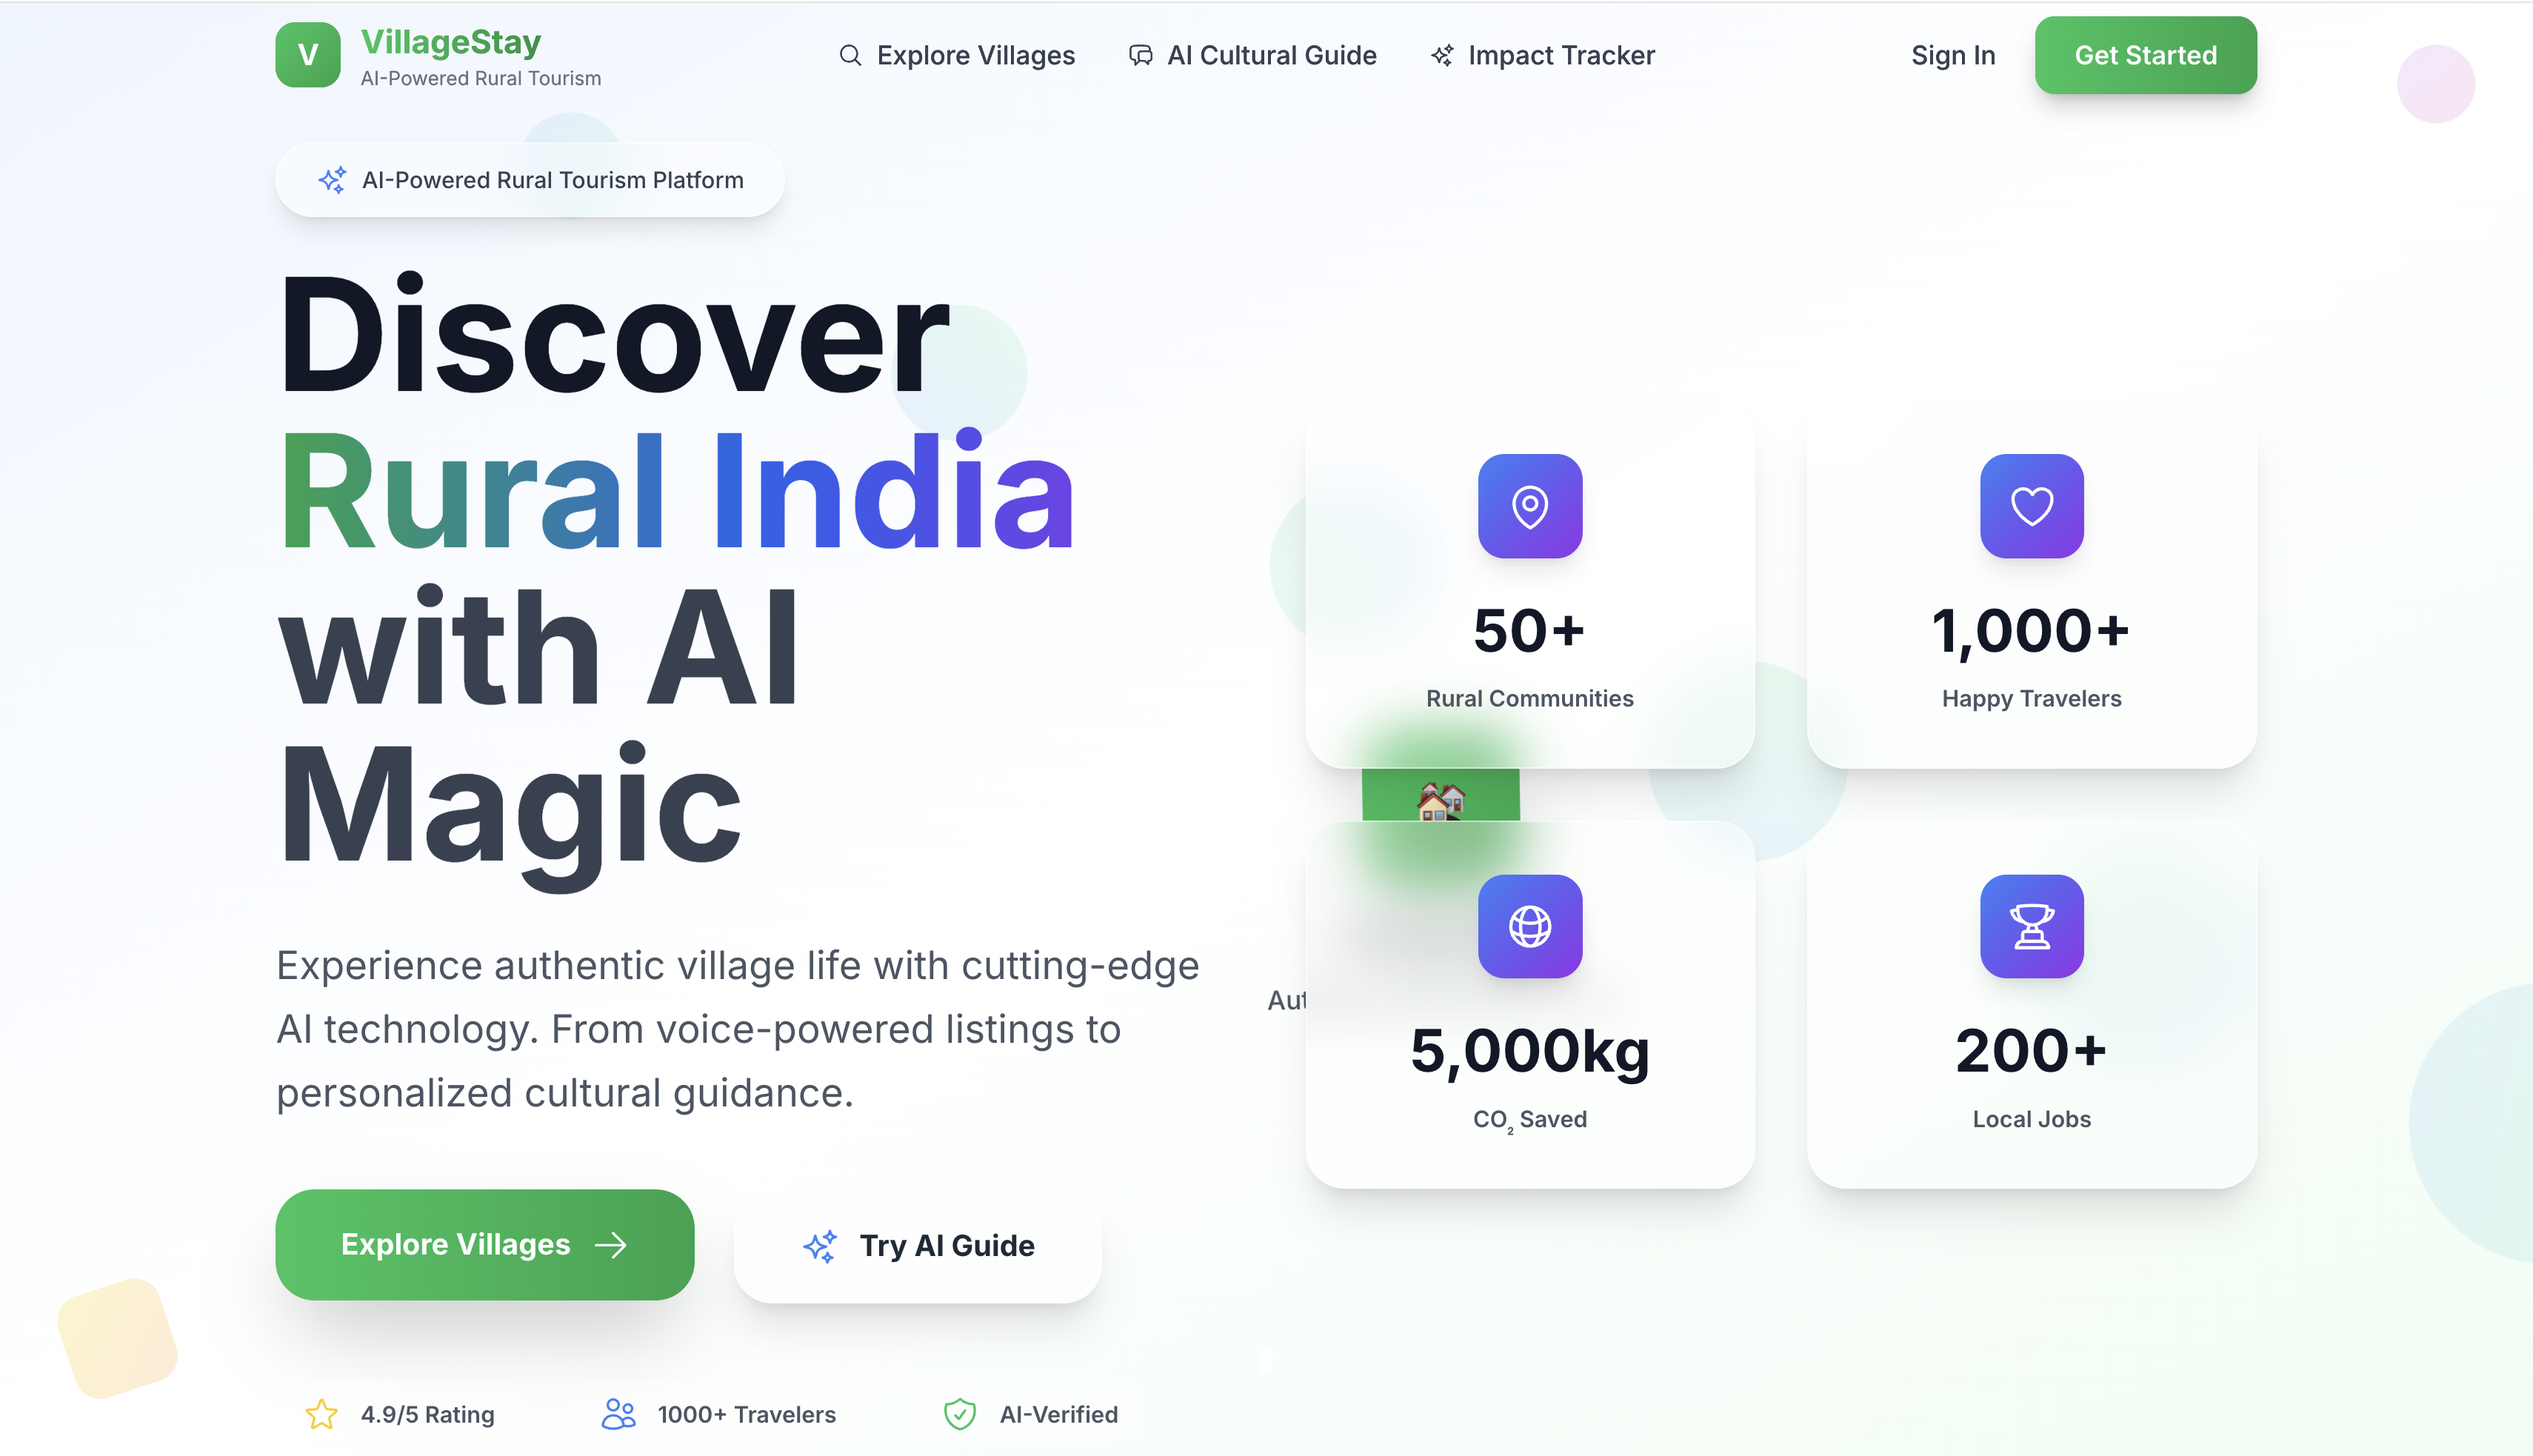 V
VillageStay
AI-Powered Rural Tourism
Explore Villages
AI Cultural Guide
Impact Tracker
Sign In
Get Started
AI-Powered Rural Tourism Platform
Discover
Rural India
with AI
Magic
Experience authentic village life with cutting-edge
AI technology. From voice-powered listings to
personalized cultural guidance.
Explore Villages
Try AI Guide
4.9/5 Rating
1000+ Travelers
AI-Verified
50+
Rural Communities
1,000+
Happy Travelers
5,000kg
CO₂ Saved
200+
Local Jobs